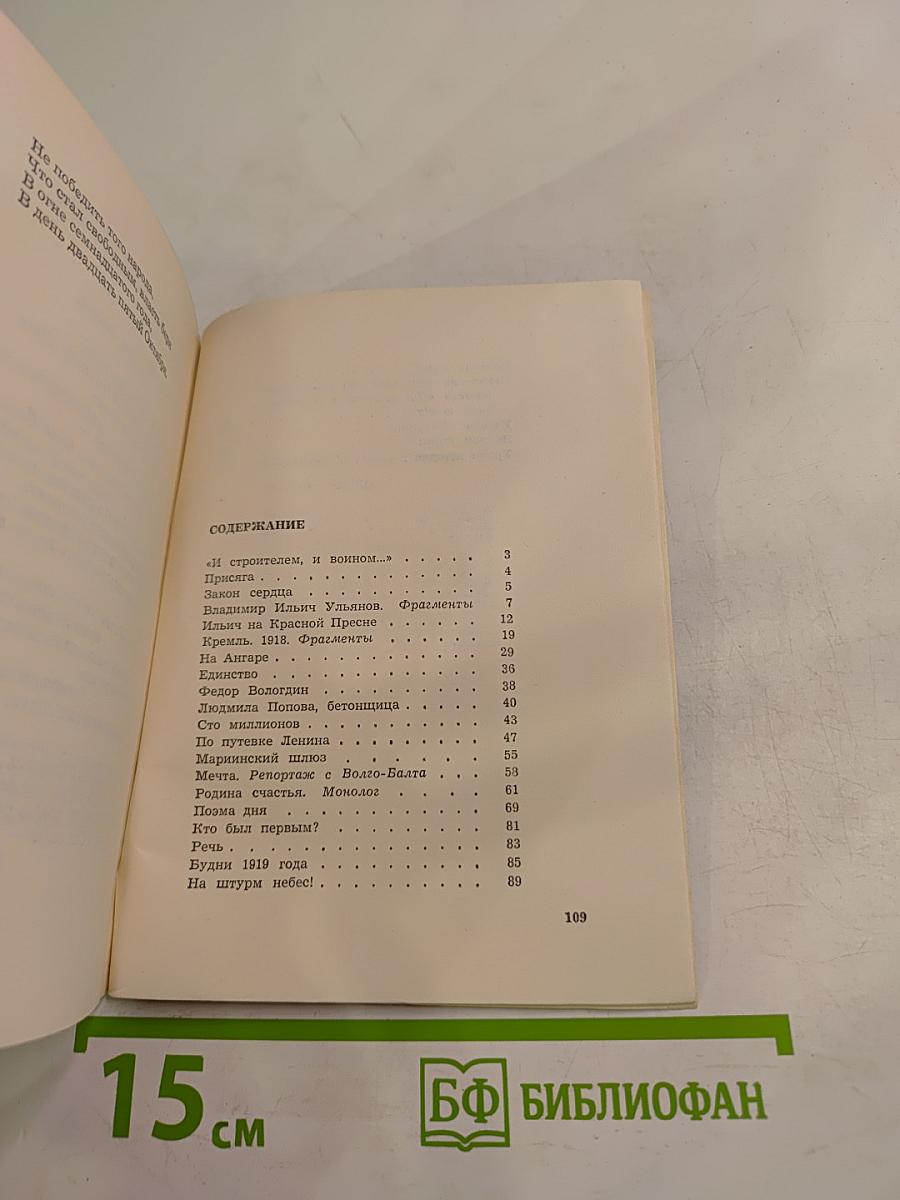 Не победить того народа,
Что стал свободным, власть беря
В огне семнадцатого года,
В день двадцать пятый Октября.
СОДЕРЖАНИЕ
«И строителем, и воином...» . . . . . 3
Присяга . . . . . . . . . . . . . 4
Закон сердца . . . . . . . . . . 5
Владимир Ильич Ульянов. Фрагменты 7
Ильич на Красной Пресне . . . . . . 12
Кремль. 1918. Фрагменты . . . . . . 19
На Ангаре . . . . . . . . . . . . 29
Единство . . . . . . . . . . . . 36
Федор Вологдин . . . . . . . . . . 38
Людмила Попова, бетонщица . . . . . 40
Сто миллионов . . . . . . . . . . 43
По путевке Ленина . . . . . . . . . 47
Мариинский шлюз . . . . . . 55
Мечта. Репортаж с Волго-Балта . . . 58
Родина счастья. Монолог . . . . 61
Поэма дня . . . . . . . . . . . 69
Кто был первым? . . . . . . . . . 81
Речь . . . . . . . . . . . . . . 83
Будни 1919 года . . . . . . . . . . 85
На штурм небес! . . . . . . . . . . 89
109
15 см
БФ БИБЛИОФАН